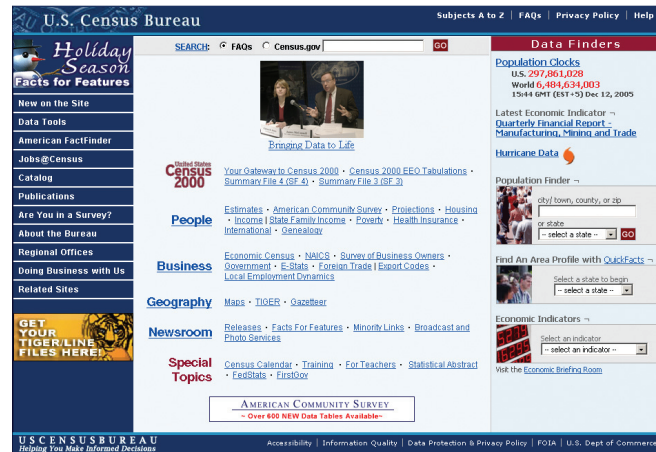 U.S. Census Bureau
Subjects A to Z | FAQs | Privacy Policy | Help
Holiday
Season
Facts for Features
New on the Site
Data Tools
American FactFinder
Jobs@Census
Catalog
Publications
Are You in a Survey?
About the Bureau
Regional Offices
Doing Business with Us
Related Sites
GET
YOUR
TIGER/LINE
FILES HERE!
SEARCH: FAQs Census.gov GO
Bringing Data to Life
United States
Census
2000
Your Gateway to Census 2000 · Census 2000 EEO Tabulations ·
Summary File 4 (SF 4) · Summary File 3 (SF 3)
People
Estimates · American Community Survey · Projections · Housing
· Income | State Family Income · Poverty · Health Insurance ·
International · Genealogy
Business
Economic Census · NAICS · Survey of Business Owners ·
Government · E-Stats · Foreign Trade | Export Codes ·
Local Employment Dynamics
Geography
Maps · TIGER · Gazetteer
Newsroom
Releases · Facts For Features · Minority Links · Broadcast and
Photo Services
Special
Topics
Census Calendar · Training · For Teachers · Statistical Abstract
· FedStats · FirstGov
AMERICAN COMMUNITY SURVEY
~ Over 600 NEW Data Tables Available~
Data Finders
Population Clocks
U.S. 297,861,028
World 6,484,634,003
15:44 GMT (EST+5) Dec 12, 2005
Latest Economic Indicator ¬
Quarterly Financial Report -
Manufacturing, Mining and Trade
Hurricane Data
Population Finder ¬
city/ town, county, or zip
or state
-- select a state -- GO
Find An Area Profile with QuickFacts ¬
Select a state to begin
-- select a state --
Economic Indicators ¬
Select an indicator
-- select an indicator --
Visit the Economic Briefing Room
USCENSUSBUREAU
Helping You Make Informed Decisions
Accessibility | Information Quality | Data Protection & Privacy Policy | FOIA | U.S. Dept of Commerce